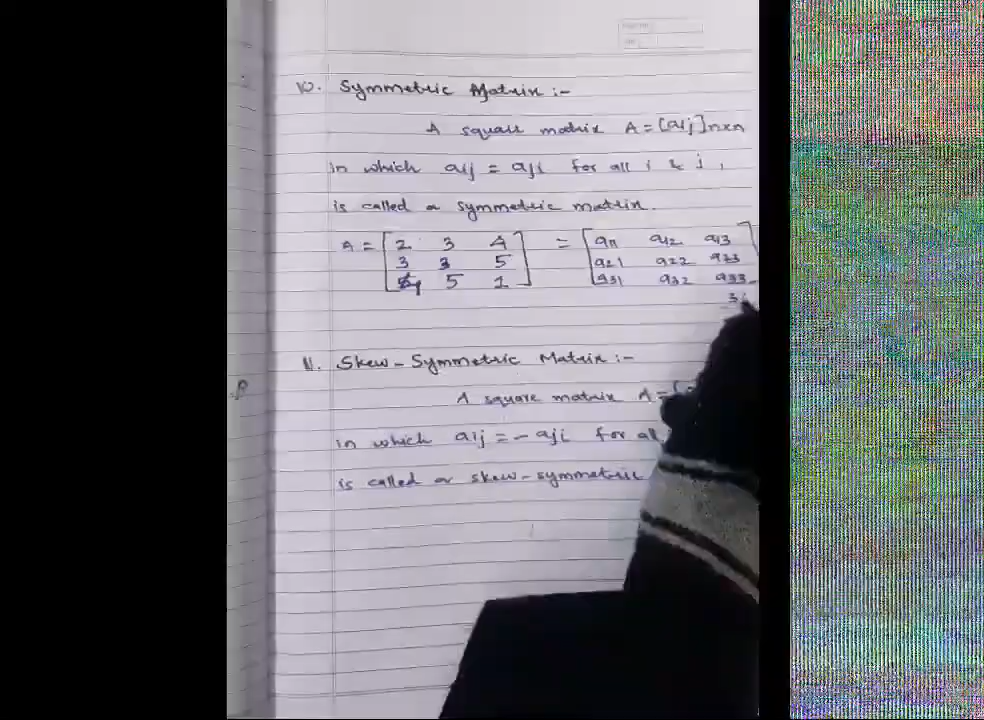 10. Symmetric Matrix :-
A square matrix A = [aij]n×n
in which aij = aji for all i & j,
is called a symmetric matrix.
A = [2 3 4 = [a11 a12 a13
3 3 5 a21 a22 a23
4 5 1] a31 a32 a33
11. Skew-Symmetric Matrix :-
A square matrix A = [
in which aij = -aji for all
is called a skew-symmetric